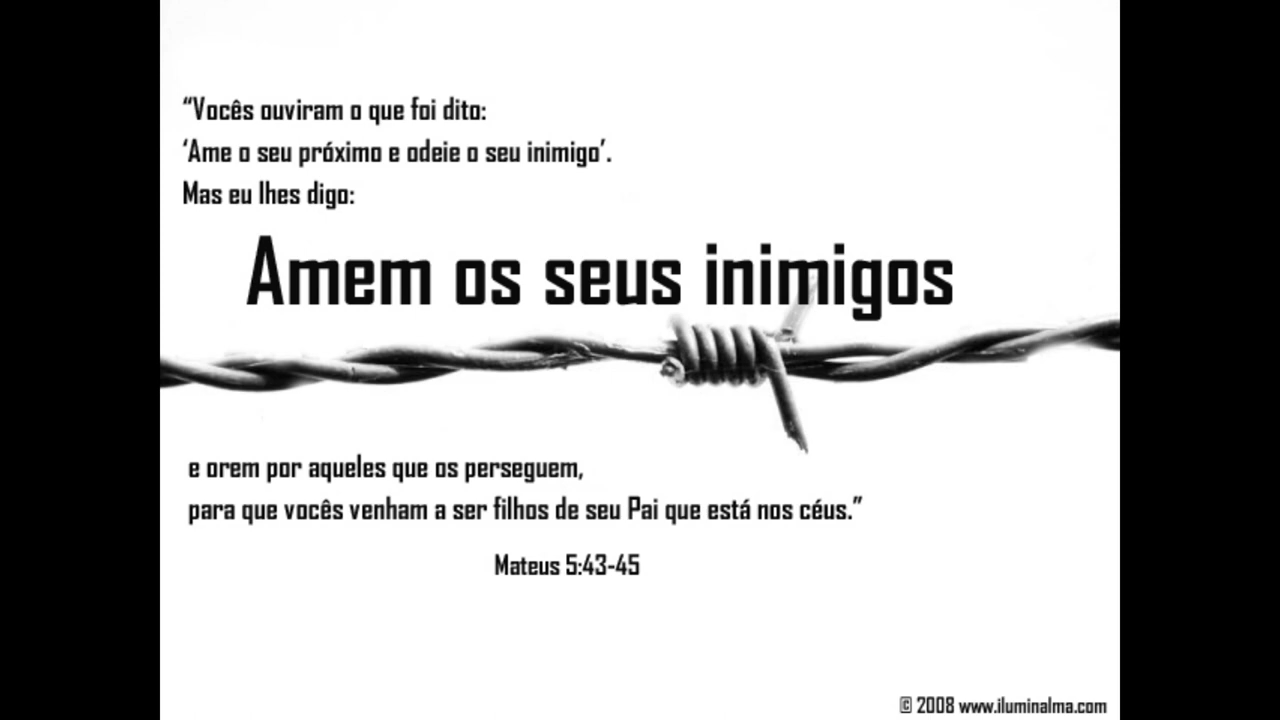 “Vocês ouviram o que foi dito:
‘Ame o seu próximo e odeie o seu inimigo’.
Mas eu lhes digo:
Amem os seus inimigos
e orem por aqueles que os perseguem,
para que vocês venham a ser filhos de seu Pai que está nos céus.”
Mateus 5:43-45
© 2008 www.iluminalma.com